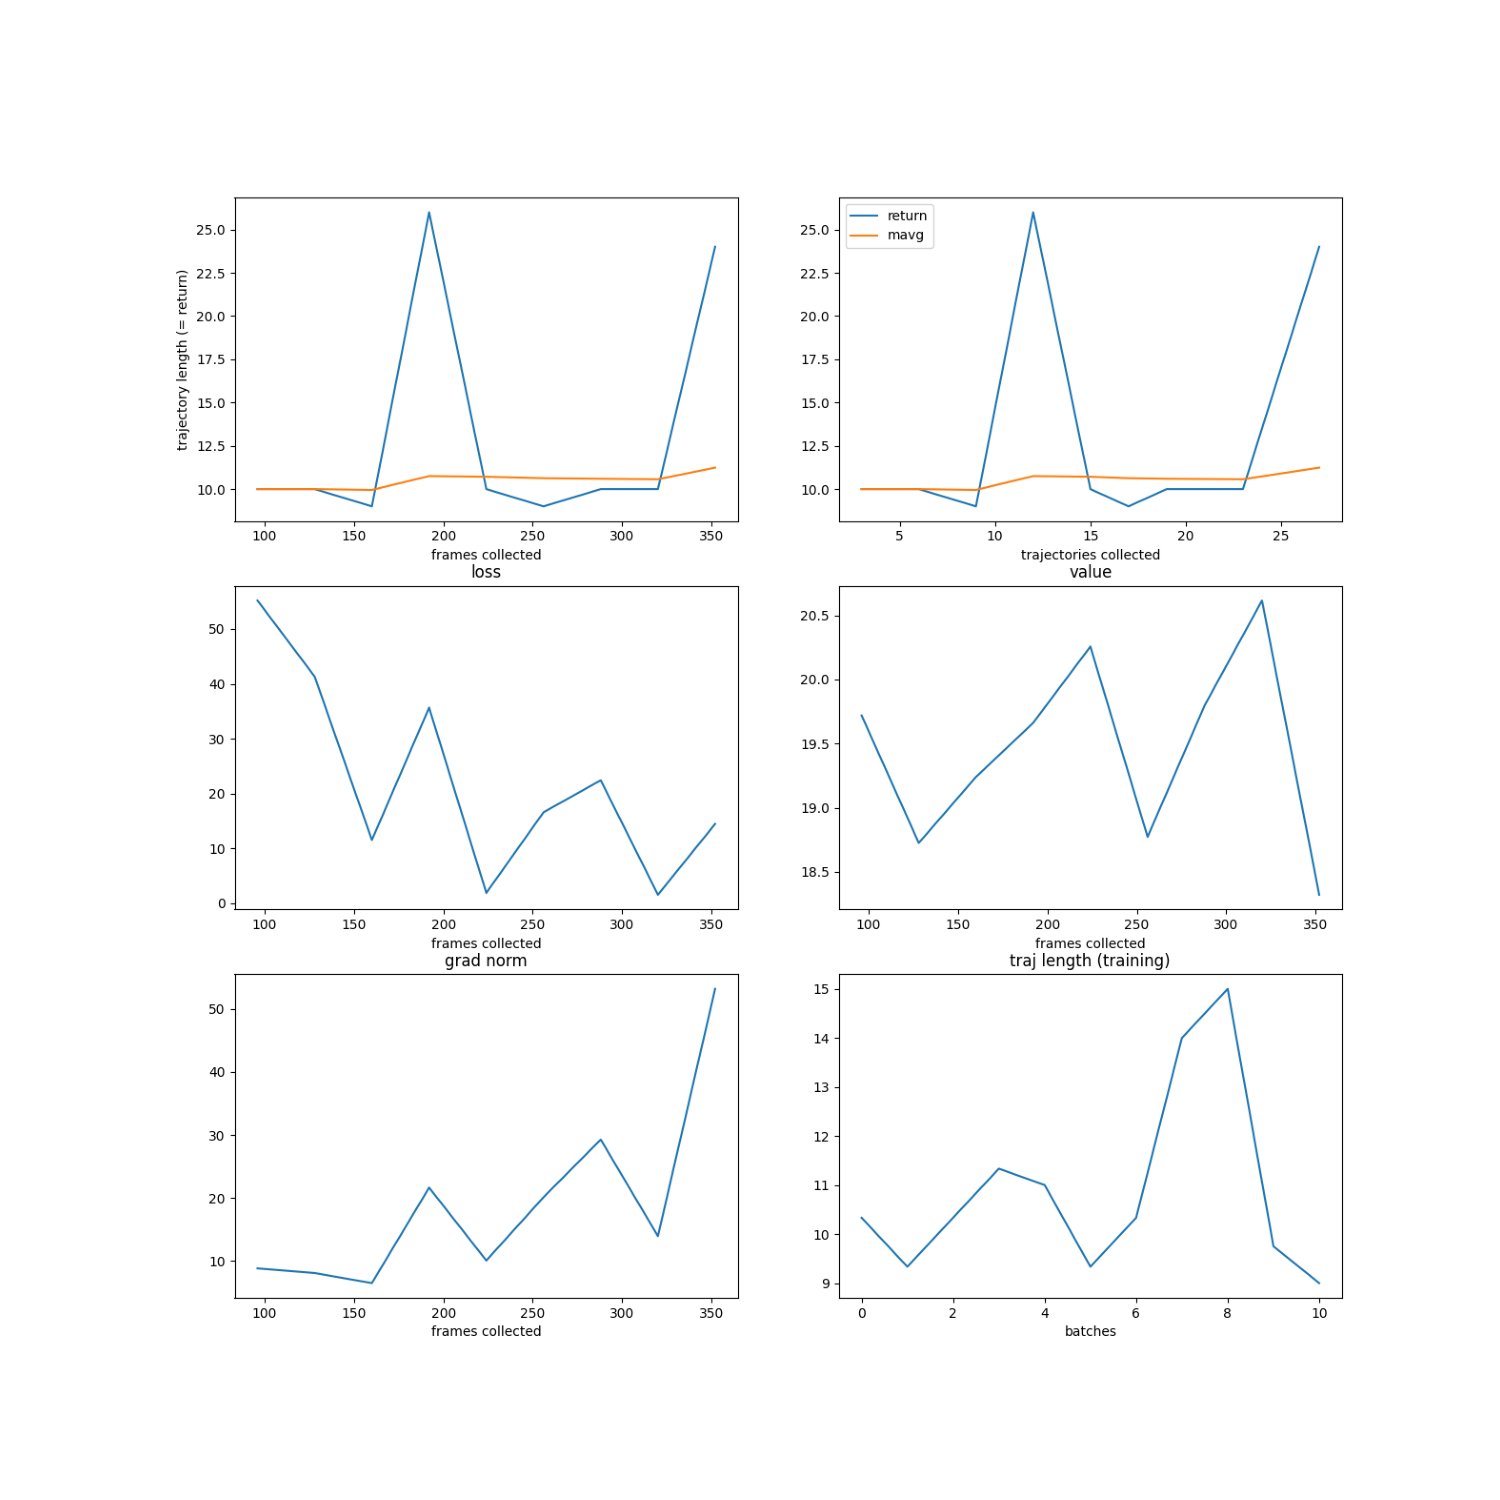 25.0
22.5
20.0
17.5
15.0
12.5
10.0
trajectory length (= return)
100 150 200 250 300 350
frames collected
return
mavg
25.0
22.5
20.0
17.5
15.0
12.5
10.0
5 10 15 20 25
trajectories collected
loss
50
40
30
20
10
0
100 150 200 250 300 350
frames collected
value
20.5
20.0
19.5
19.0
18.5
100 150 200 250 300 350
frames collected
grad norm
50
40
30
20
10
100 150 200 250 300 350
frames collected
traj length (training)
15
14
13
12
11
10
9
0 2 4 6 8 10
batches